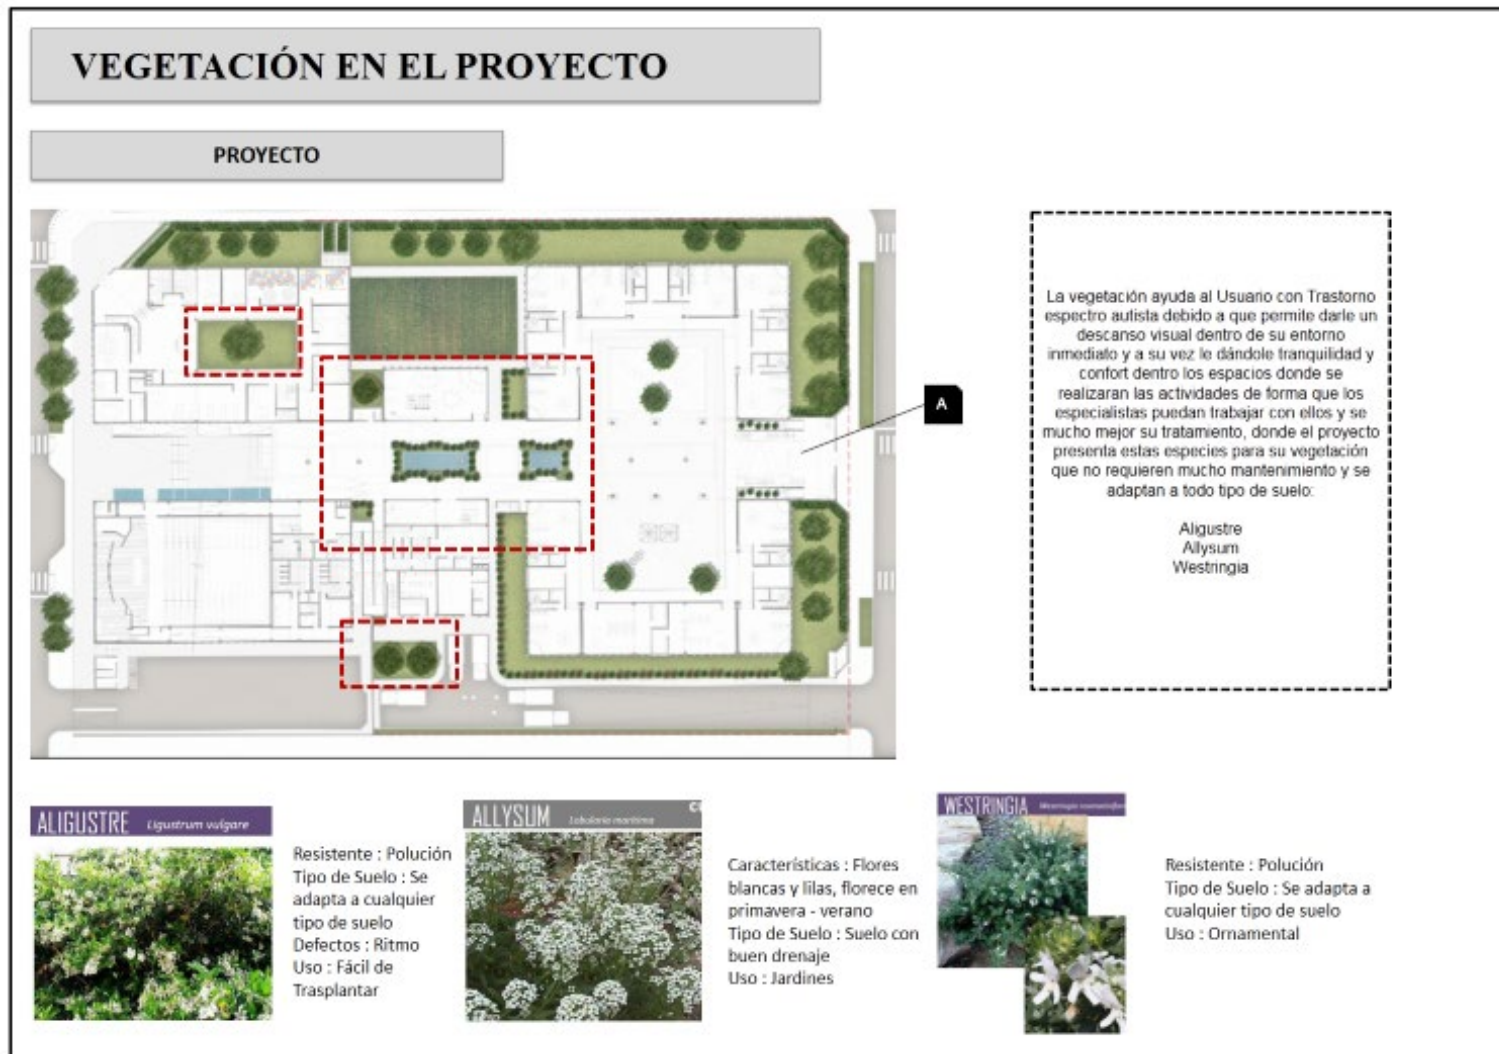 VEGETACIÓN EN EL PROYECTO
PROYECTO
A
La vegetación ayuda al Usuario con Trastorno
espectro autista debido a que permite darle un
descanso visual dentro de su entorno
inmediato y a su vez le dándole tranquilidad y
confort dentro los espacios donde se
realizaran las actividades de forma que los
especialistas puedan trabajar con ellos y se
mucho mejor su tratamiento, donde el proyecto
presenta estas especies para su vegetación
que no requieren mucho mantenimiento y se
adaptan a todo tipo de suelo:
Aligustre
Allysum
Westringia
ALIGUSTRE Ligustrum vulgare
Resistente : Polución
Tipo de Suelo : Se
adapta a cualquier
tipo de suelo
Defectos : Ritmo
Uso : Fácil de
Trasplantar
ALLYSUM Lobularia maritima
Características : Flores
blancas y lilas, florece en
primavera - verano
Tipo de Suelo : Suelo con
buen drenaje
Uso : Jardines
WESTRINGIA
Resistente : Polución
Tipo de Suelo : Se adapta a
cualquier tipo de suelo
Uso : Ornamental